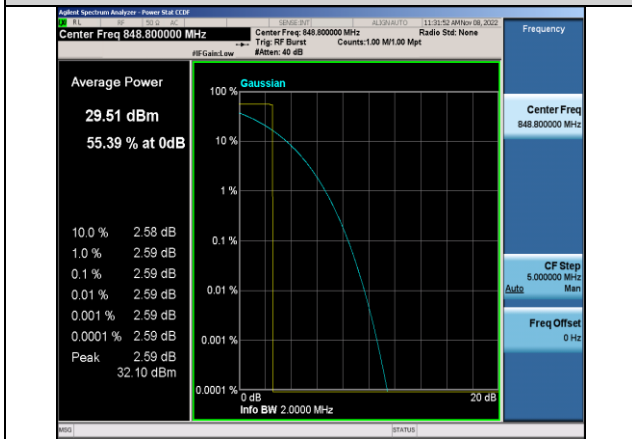 Agilent Spectrum Analyzer - Power Stat CCDF
RL RF 50 Ω AC SENSE:INT ALIGNAUTO 11:31:52 AMNov 08, 2022
Center Freq 848.800000 MHz
Center Freq: 848.800000 MHz
Radio Std: None
Trig: RF Burst
Counts:1.00 M/1.00 Mpt
#IFGain:Low
#Atten: 40 dB
Frequency
Average Power
29.51 dBm
55.39 % at 0dB
10.0 % 2.58 dB
1.0 % 2.59 dB
0.1 % 2.59 dB
0.01 % 2.59 dB
0.001 % 2.59 dB
0.0001 % 2.59 dB
Peak 2.59 dB
32.10 dBm
Gaussian
100 %
10 %
1 %
0.1 %
0.01 %
0.001 %
0.0001 %
0 dB
20 dB
Info BW 2.0000 MHz
Center Freq
848.800000 MHz
CF Step
5.000000 MHz
Auto Man
Freq Offset
0 Hz
MSG
STATUS